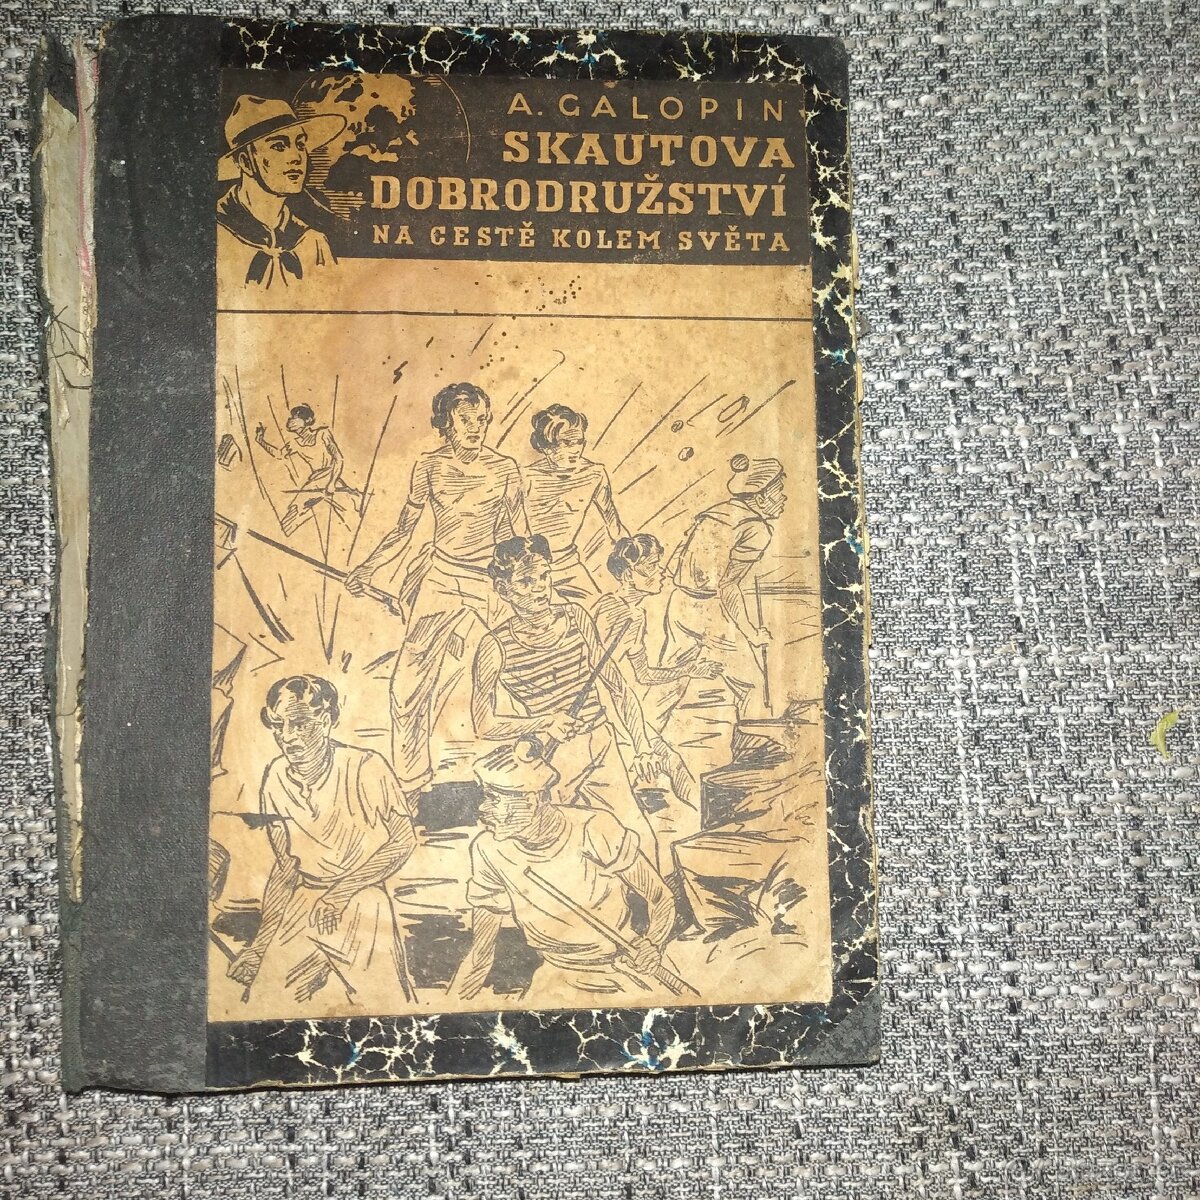 A. GALOPIN
SKAUTOVA
DOBRODRUŽSTVÍ
NA CESTĚ KOLEM SVĚTA